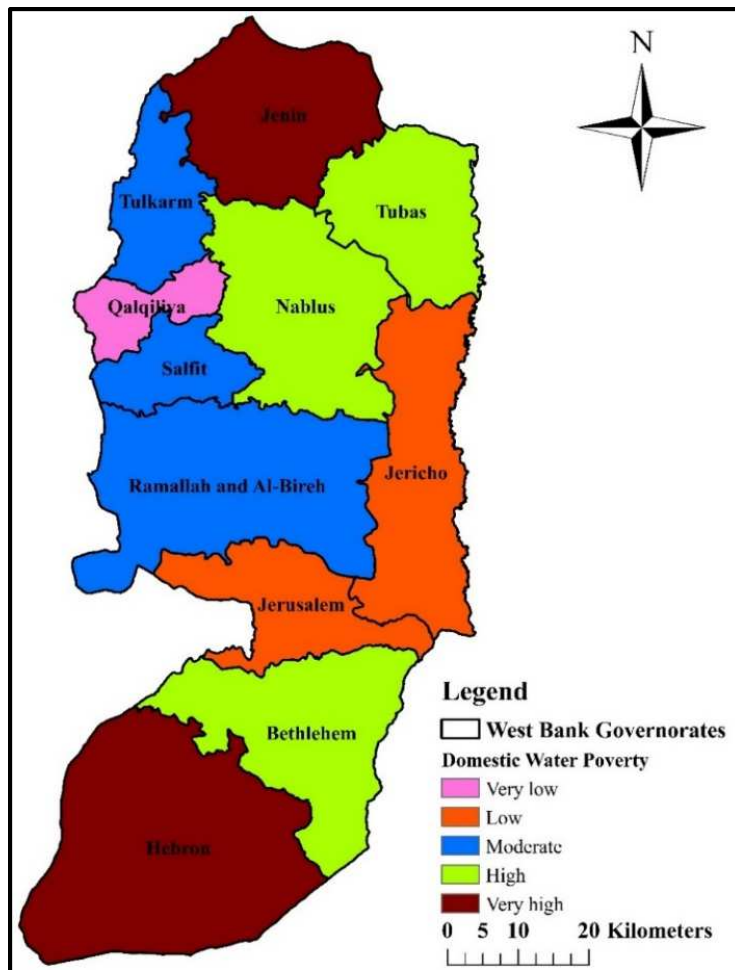 N
Jenin
Tulkarm
Tubas
Qalqiliya
Nablus
Salfit
Jericho
Ramallah and Al-Bireh
Jerusalem
Bethlehem
Hebron
Legend
West Bank Governorates
Domestic Water Poverty
Very low
Low
Moderate
High
Very high
0 5 10 20 Kilometers